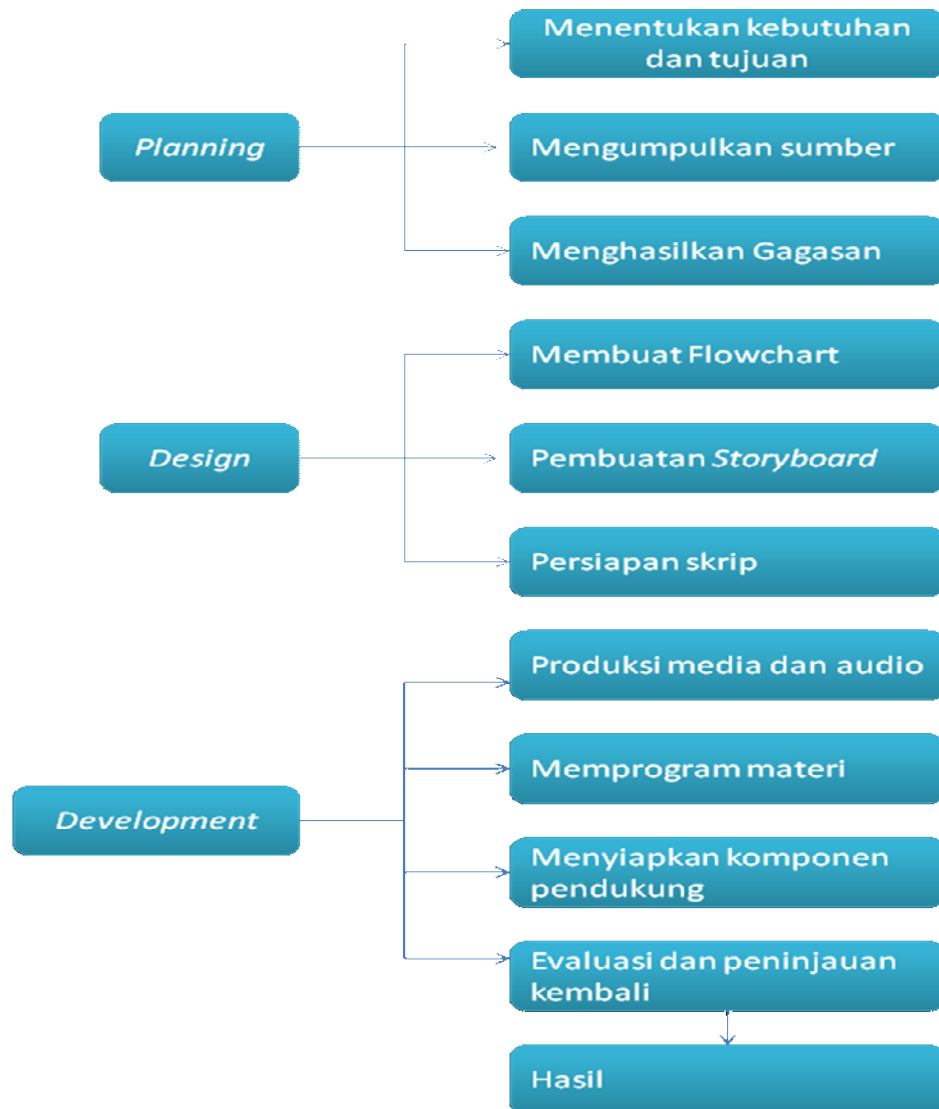 Menentukan kebutuhan
dan tujuan
Planning
Mengumpulkan sumber
Menghasilkan Gagasan
Membuat Flowchart
Design
Pembuatan Storyboard
Persiapan skrip
Produksi media dan audio
Memprogram materi
Development
Menyiapkan komponen
pendukung
Evaluasi dan peninjauan
kembali
Hasil